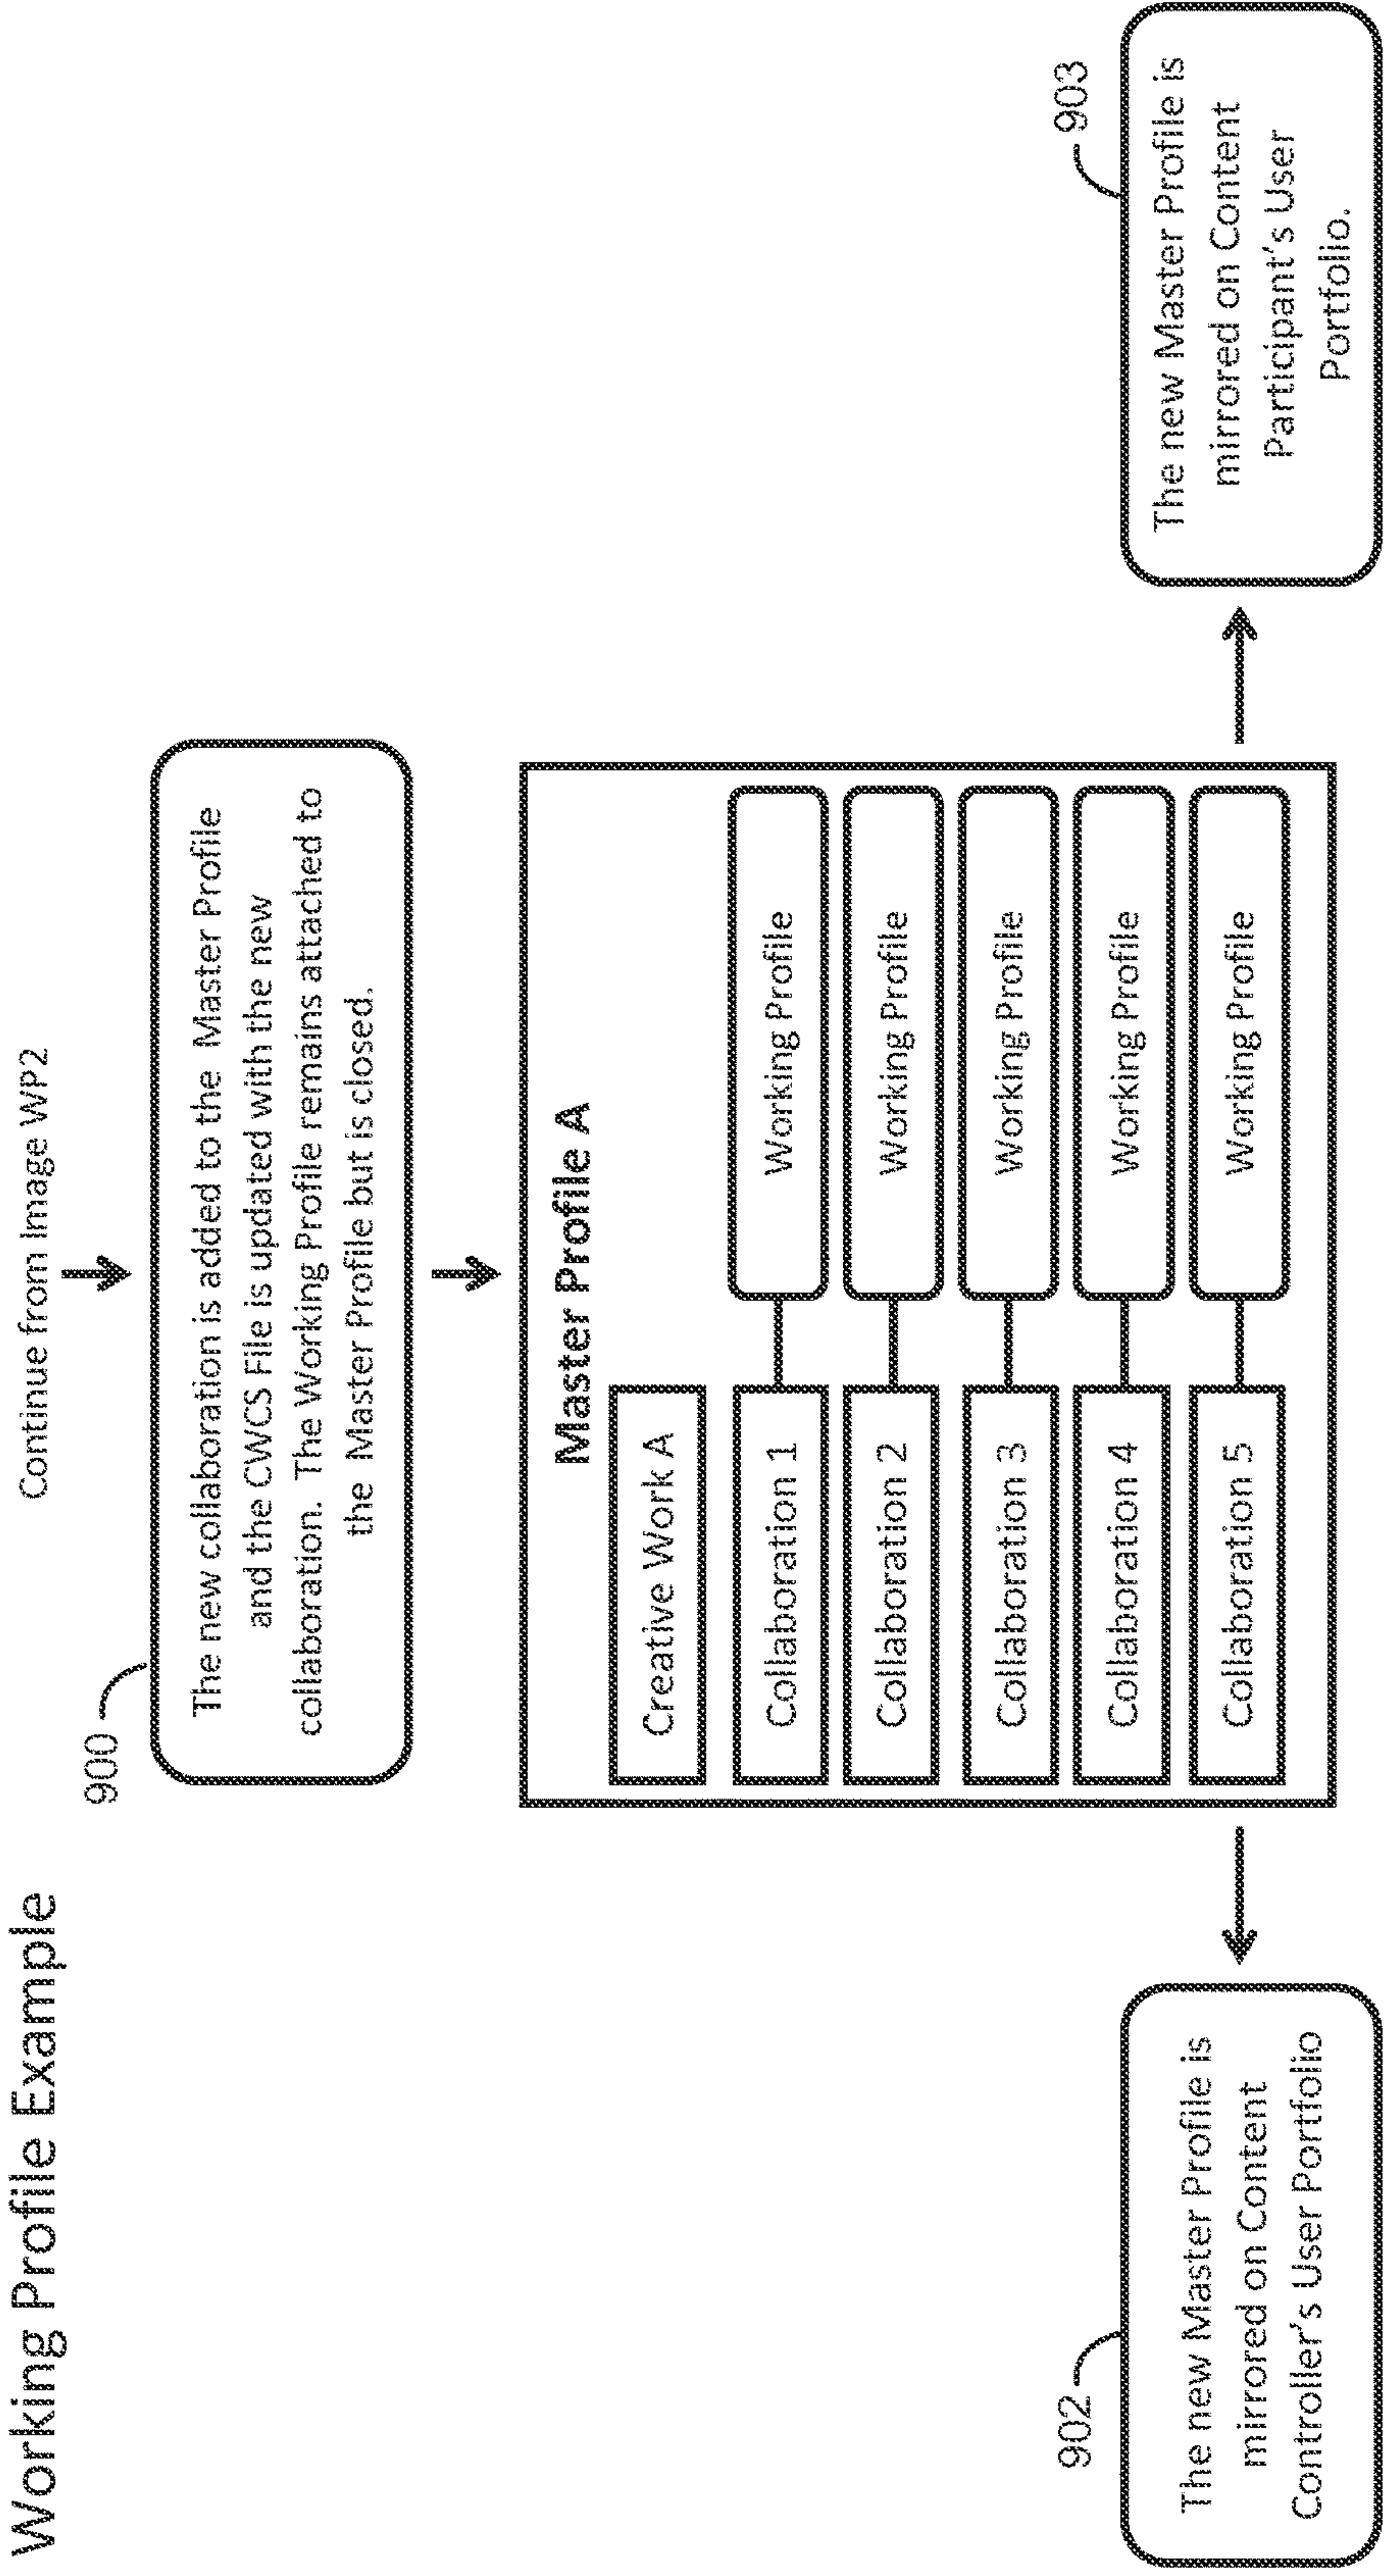 Working Profile Example
Continue from Image WP2
900
The new collaboration is added to the Master Profile
and the CWCS File is updated with the new
collaboration. The Working Profile remains attached to
the Master Profile but is closed.
Master Profile A
Creative Work A
Collaboration 1
Working Profile
Collaboration 2
Working Profile
Collaboration 3
Working Profile
Collaboration 4
Working Profile
Collaboration 5
Working Profile
902
The new Master Profile is
mirrored on Content
Controller's User Portfolio
903
The new Master Profile is
mirrored on Content
Participant's User
Portfolio.